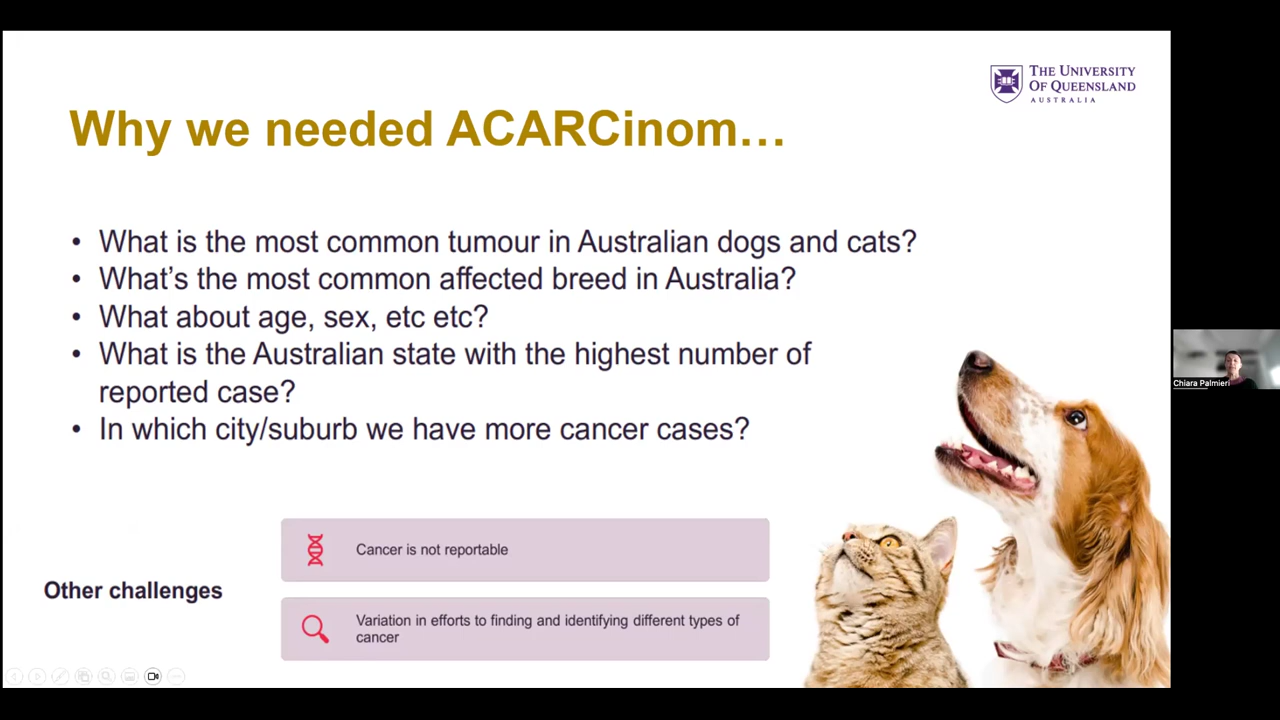 THE UNIVERSITY
OF QUEENSLAND
AUSTRALIA
Why we needed ACARCinom…
• What is the most common tumour in Australian dogs and cats?
• What’s the most common affected breed in Australia?
• What about age, sex, etc etc?
• What is the Australian state with the highest number of
reported case?
• In which city/suburb we have more cancer cases?
Chiara Palmieri
Other challenges
Cancer is not reportable
Variation in efforts to finding and identifying different types of
cancer